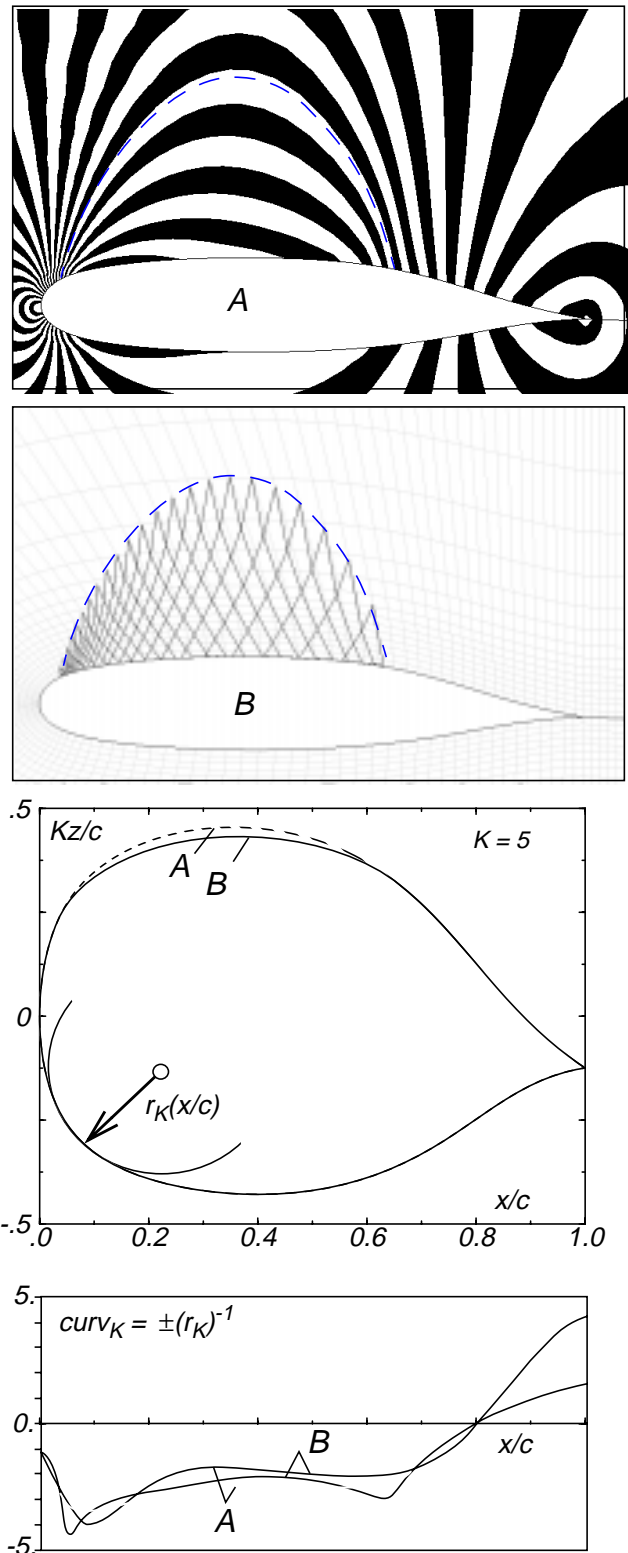 A
B
.5
Kz/c
K = 5
A
B
0
r_K(x/c)
x/c
-.5
.0 0.2 0.4 0.6 0.8 1.0
5.
curv_K = ±(r_K)^-1
0.
B
x/c
A
-5.